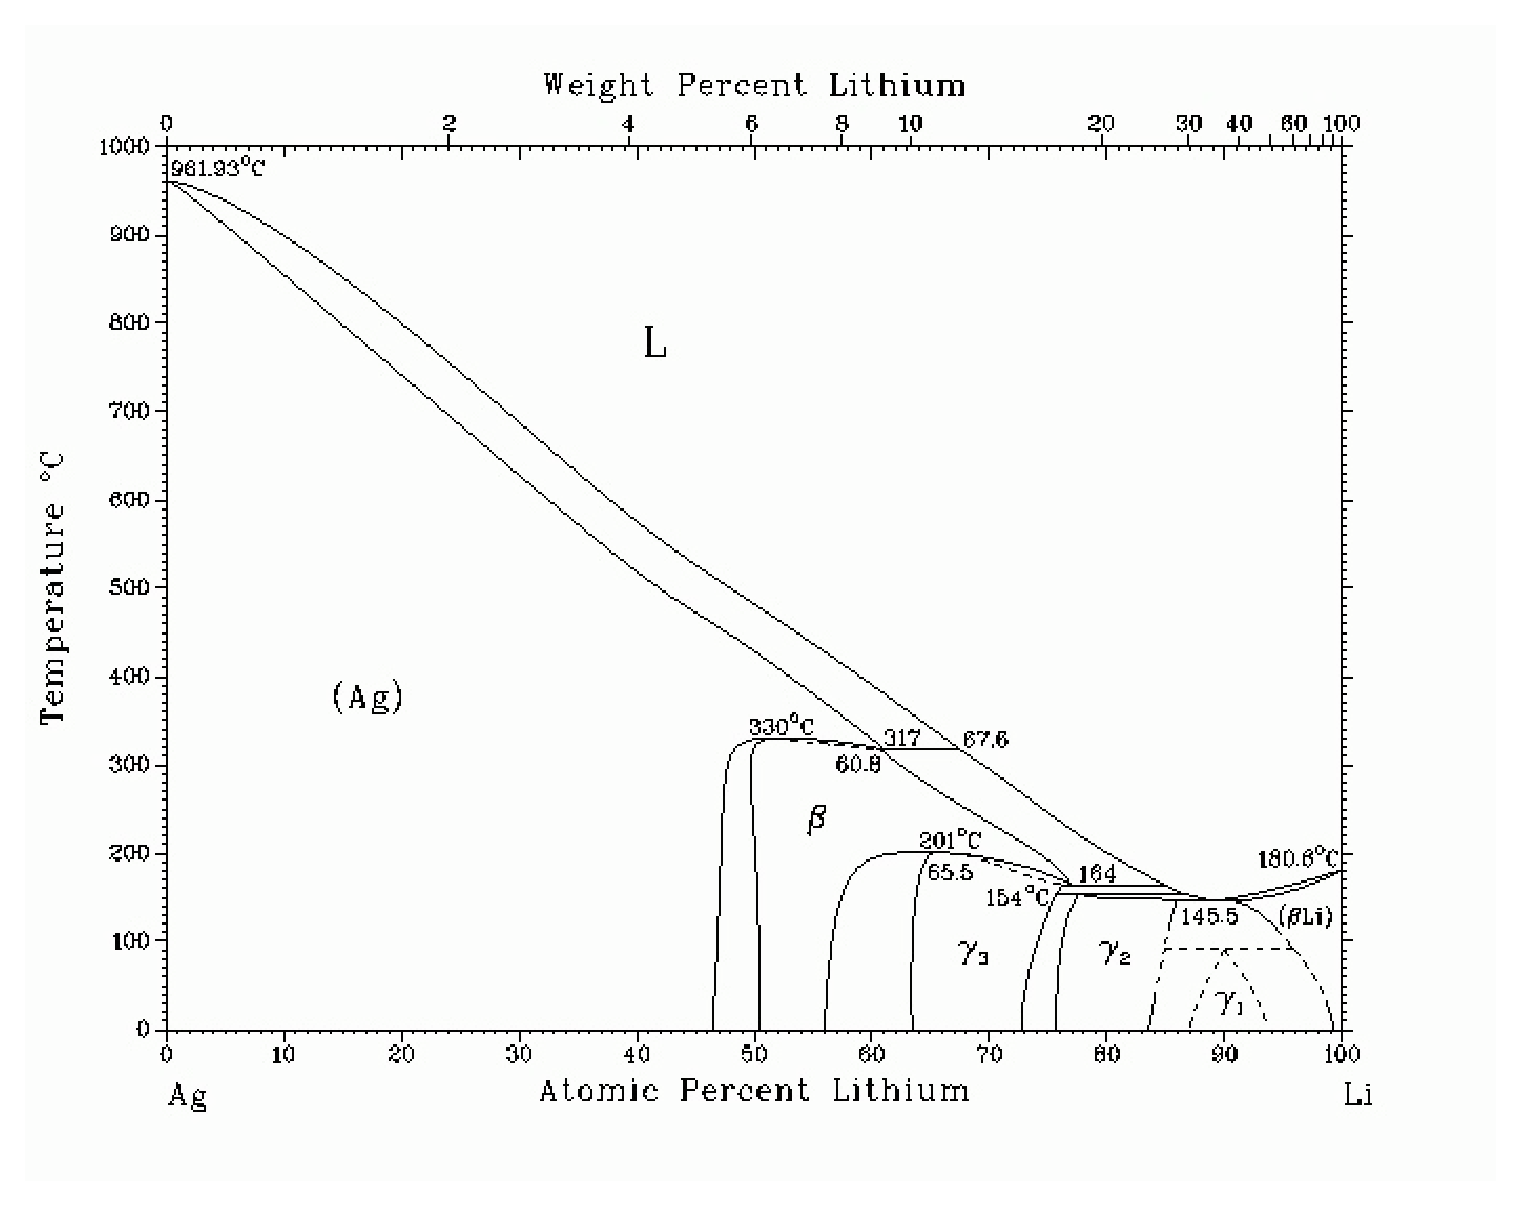 Weight Percent Lithium
0 2 4 6 8 10 20 30 40 60 100
1000
961.93°C
900
800
L
700
600
500
400
(Ag)
330°C 317 67.6
300
60.8
β
200
201°C
180.6°C
65.5
164
154°C
145.5
(βLi)
100
γ3
γ2
γ1
0
0 10 20 30 40 50 60 70 80 90 100
Ag
Atomic Percent Lithium
Li
Temperature °C